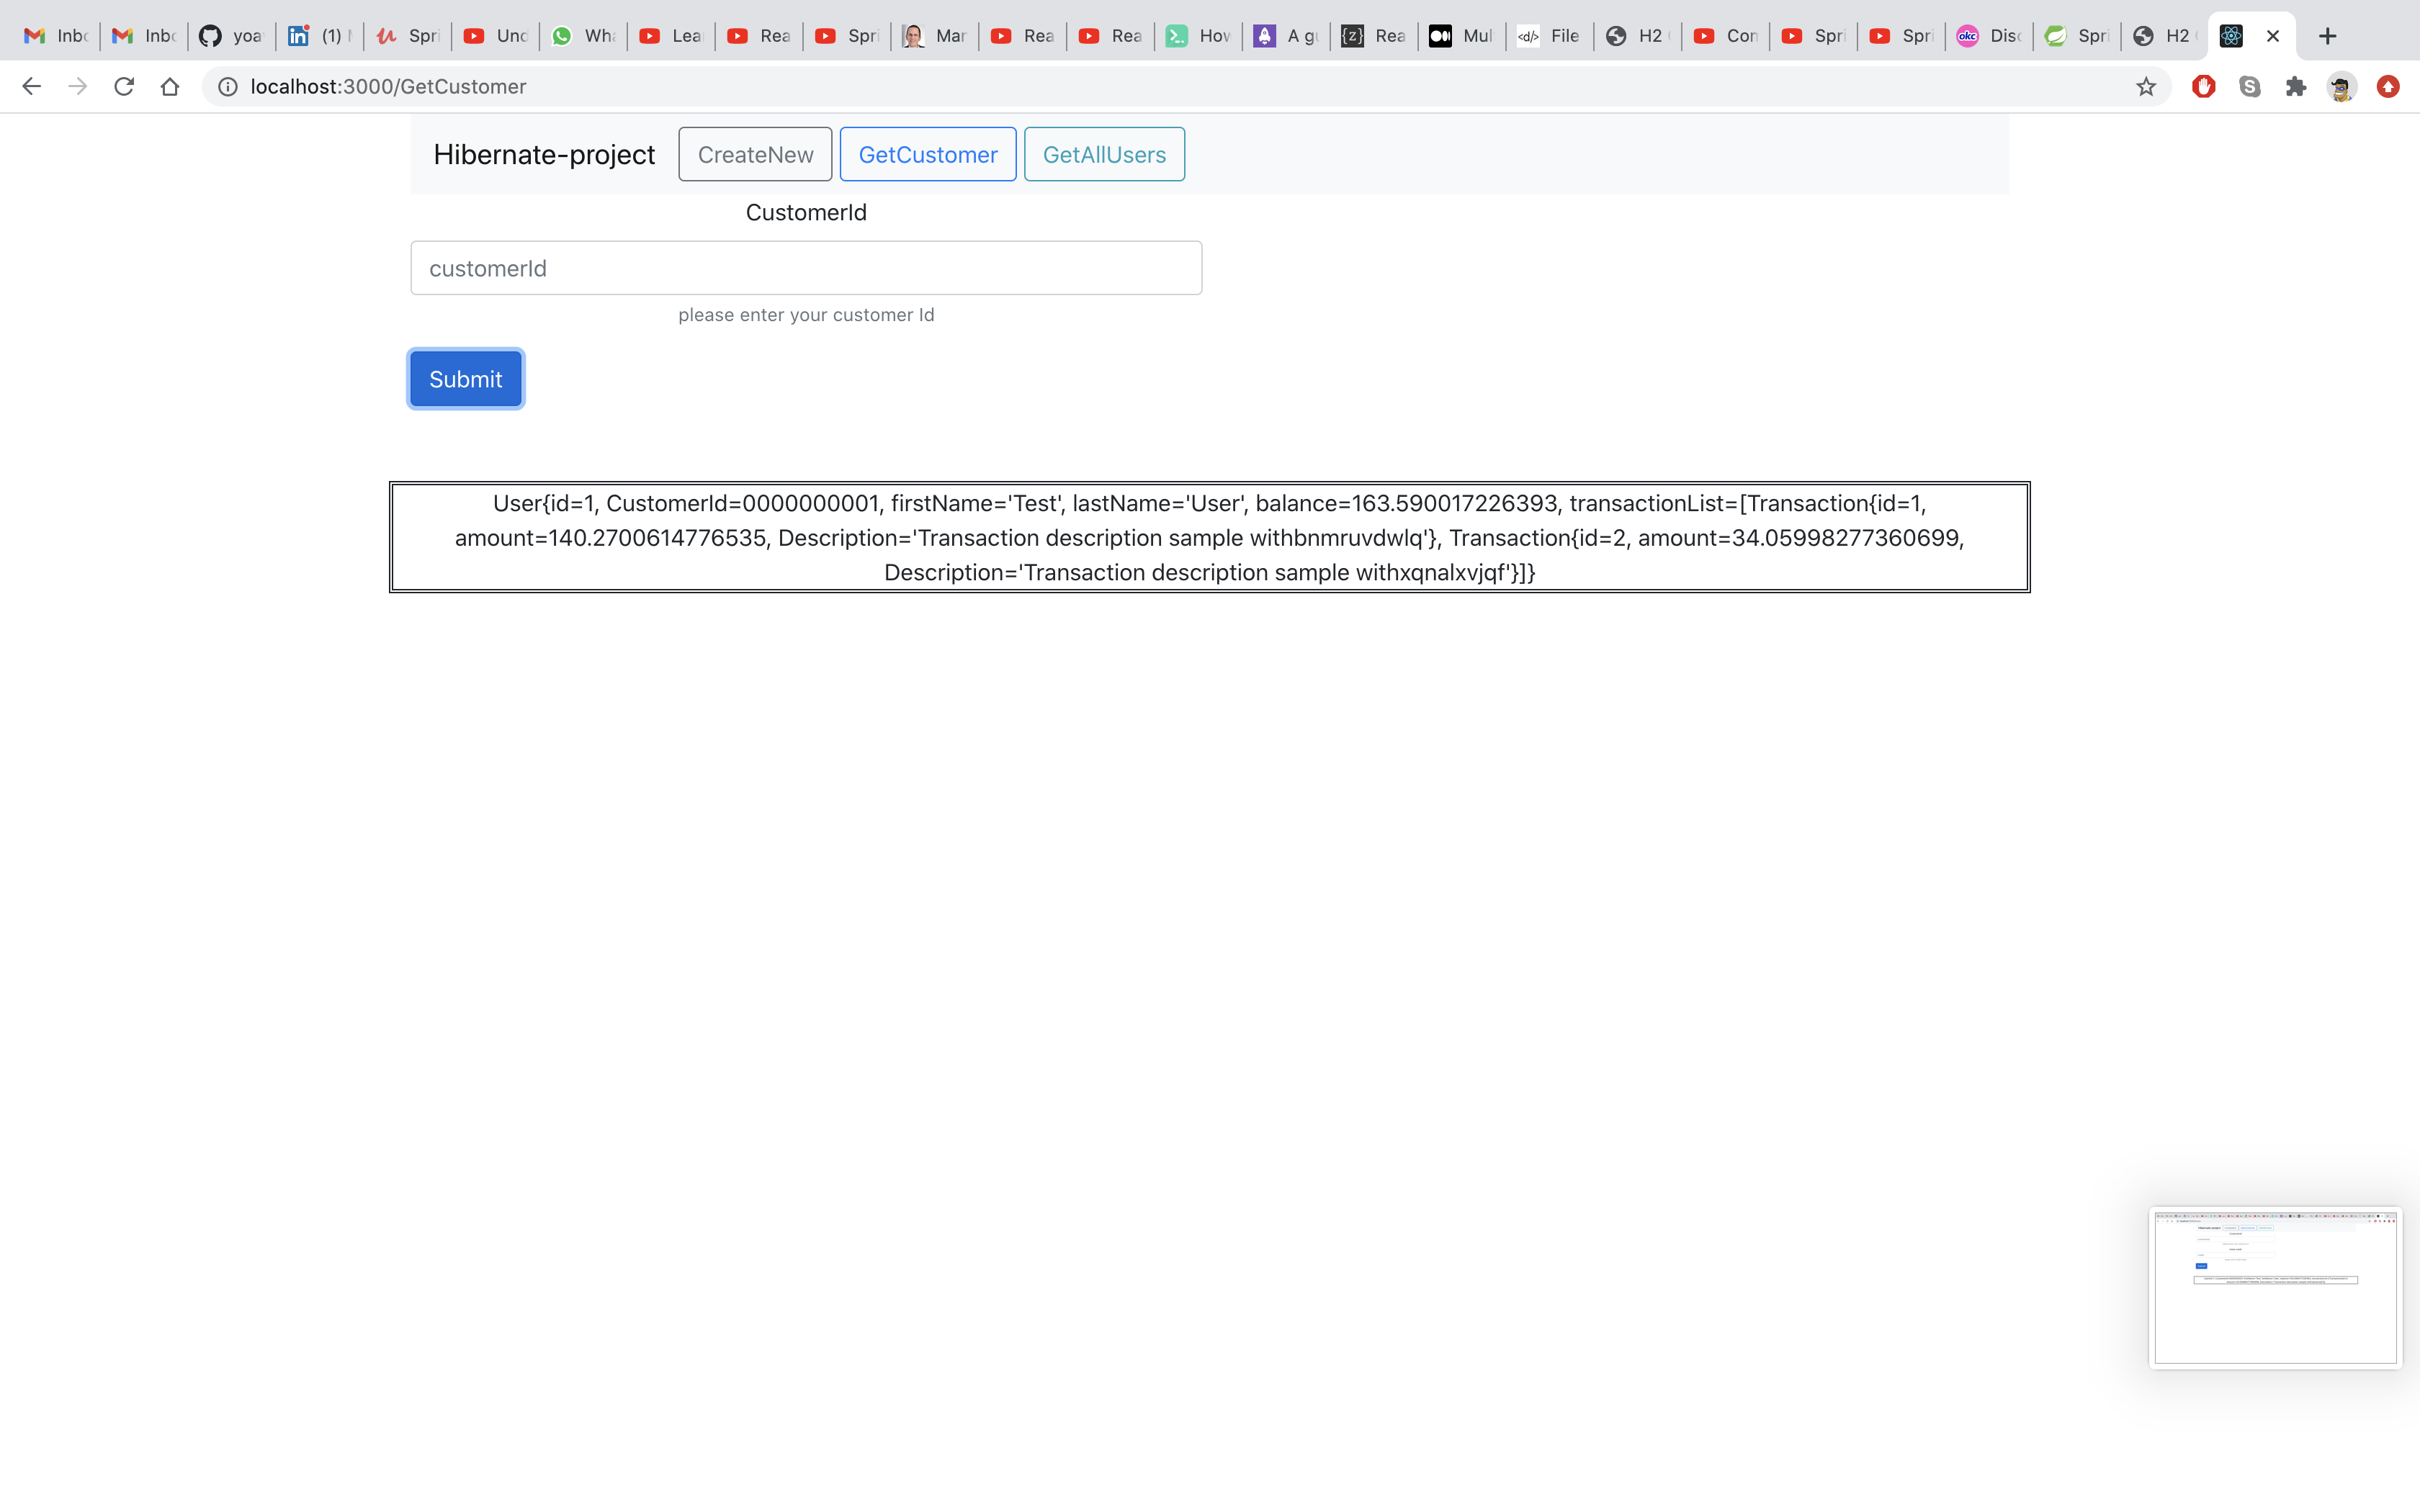 Inbo Inbo yoa (1) Spri Und Wha Lea Rea Spri Mar Rea Rea How A gu Rea Mul File H2 Con Spri Spri Disc Spri H2
localhost:3000/GetCustomer
Hibernate-project CreateNew GetCustomer GetAllUsers
CustomerId
customerId
please enter your customer Id
Submit
User{id=1, CustomerId=0000000001, firstName='Test', lastName='User', balance=163.590017226393, transactionList=[Transaction{id=1,
amount=140.2700614776535, Description='Transaction description sample withbnmruvdwlq'}, Transaction{id=2, amount=34.05998277360699,
Description='Transaction description sample withxqnalxvjqf'}]}